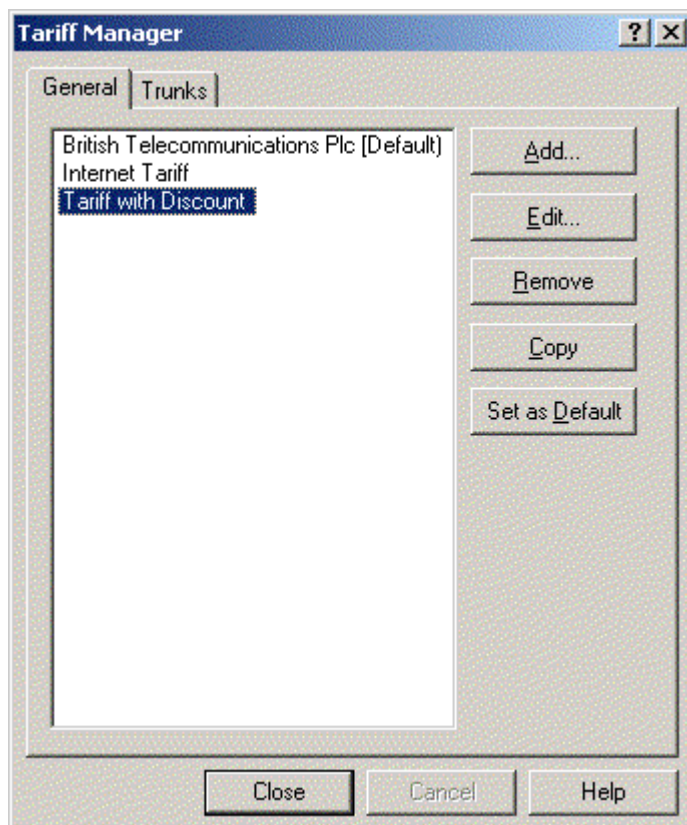 Tariff Manager
General
Trunks
British Telecommunications Plc [Default]
Internet Tariff
Tariff with Discount
Add...
Edit...
Remove
Copy
Set as Default
Close
Cancel
Help